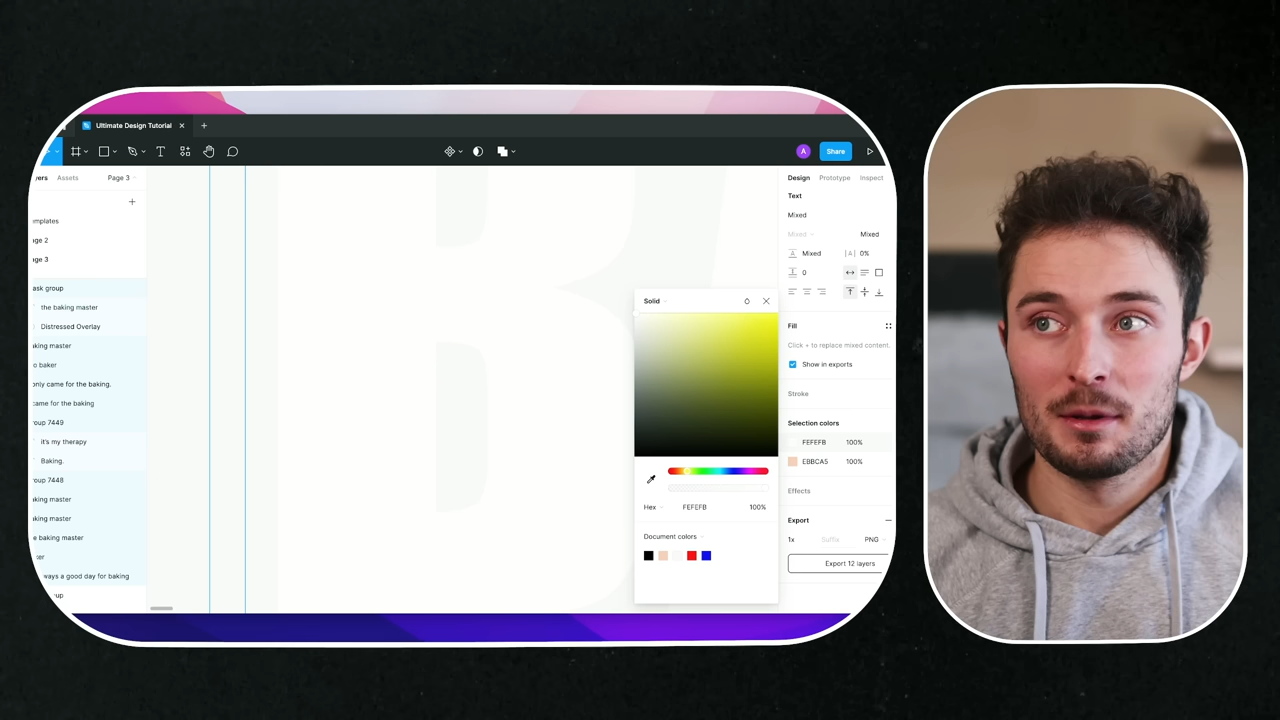 Ultimate Design Tutorial
A
Share
yers Assets Page 3
emplates
age 2
age 3
ask group
the baking master
Distressed Overlay
aking master
o baker
only came for the baking.
came for the baking
roup 7449
it's my therapy
Baking.
roup 7448
aking master
aking master
e baking master
ker
ways a good day for baking
oup
B
Solid
Hex FEFEFB 100%
Document colors
Design Prototype Inspect
Text
Mixed
Mixed Mixed
Mixed |A| 0%
0
Fill
Click + to replace mixed content.
Show in exports
Stroke
Selection colors
FEFEFB 100%
EBBCA5 100%
Effects
Export
1x Suffix PNG
Export 12 layers